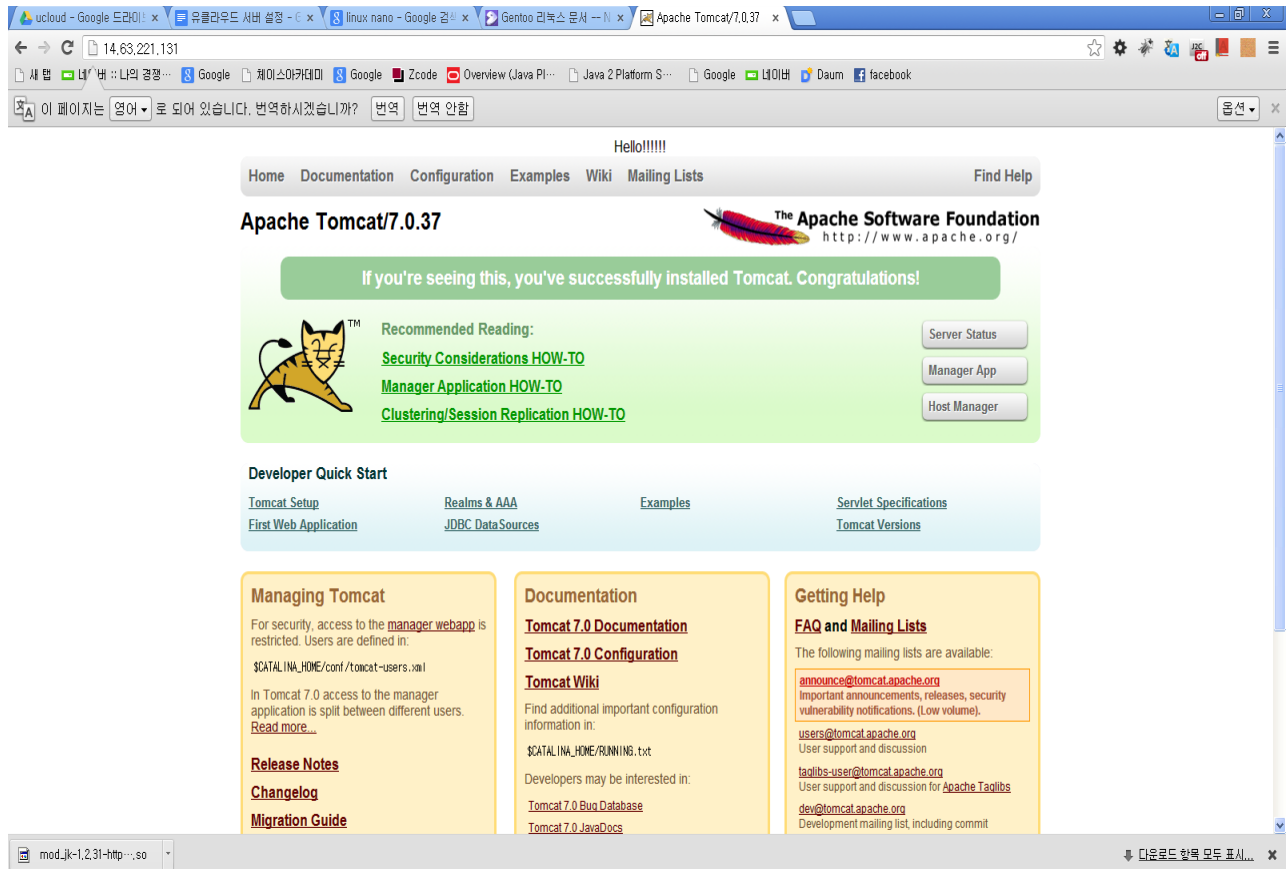 ucloud - Google 드라이브
유클라우드 서버 설정 - G
linux nano - Google 검색
Gentoo 리눅스 문서 -- N
Apache Tomcat/7.0.37
14.63.221.131
새 탭 네이버 :: 나의 경쟁… Google 체이스아카데미 Google Zcode Overview (Java Pl… Java 2 Platform S… Google 네이버 Daum facebook
이 페이지는 영어 로 되어 있습니다. 번역하시겠습니까? 번역 번역 안함 옵션
Hello!!!!!!
Home Documentation Configuration Examples Wiki Mailing Lists Find Help
Apache Tomcat/7.0.37
The Apache Software Foundation
http://www.apache.org/
If you're seeing this, you've successfully installed Tomcat. Congratulations!
TM
Recommended Reading:
Security Considerations HOW-TO
Manager Application HOW-TO
Clustering/Session Replication HOW-TO
Server Status
Manager App
Host Manager
Developer Quick Start
Tomcat Setup
First Web Application
Realms & AAA
JDBC DataSources
Examples
Servlet Specifications
Tomcat Versions
Managing Tomcat
For security, access to the manager webapp is
restricted. Users are defined in:
$CATALINA_HOME/conf/tomcat-users.xml
In Tomcat 7.0 access to the manager
application is split between different users.
Read more...
Release Notes
Changelog
Migration Guide
Documentation
Tomcat 7.0 Documentation
Tomcat 7.0 Configuration
Tomcat Wiki
Find additional important configuration
information in:
$CATALINA_HOME/RUNNING.txt
Developers may be interested in:
Tomcat 7.0 Bug Database
Tomcat 7.0 JavaDocs
Getting Help
FAQ and Mailing Lists
The following mailing lists are available:
announce@tomcat.apache.org
Important announcements, releases, security
vulnerability notifications. (Low volume).
users@tomcat.apache.org
User support and discussion
taglibs-user@tomcat.apache.org
User support and discussion for Apache Taglibs
dev@tomcat.apache.org
Development mailing list, including commit
mod_jk-1.2.31-http….so
다운로드 항목 모두 표시...